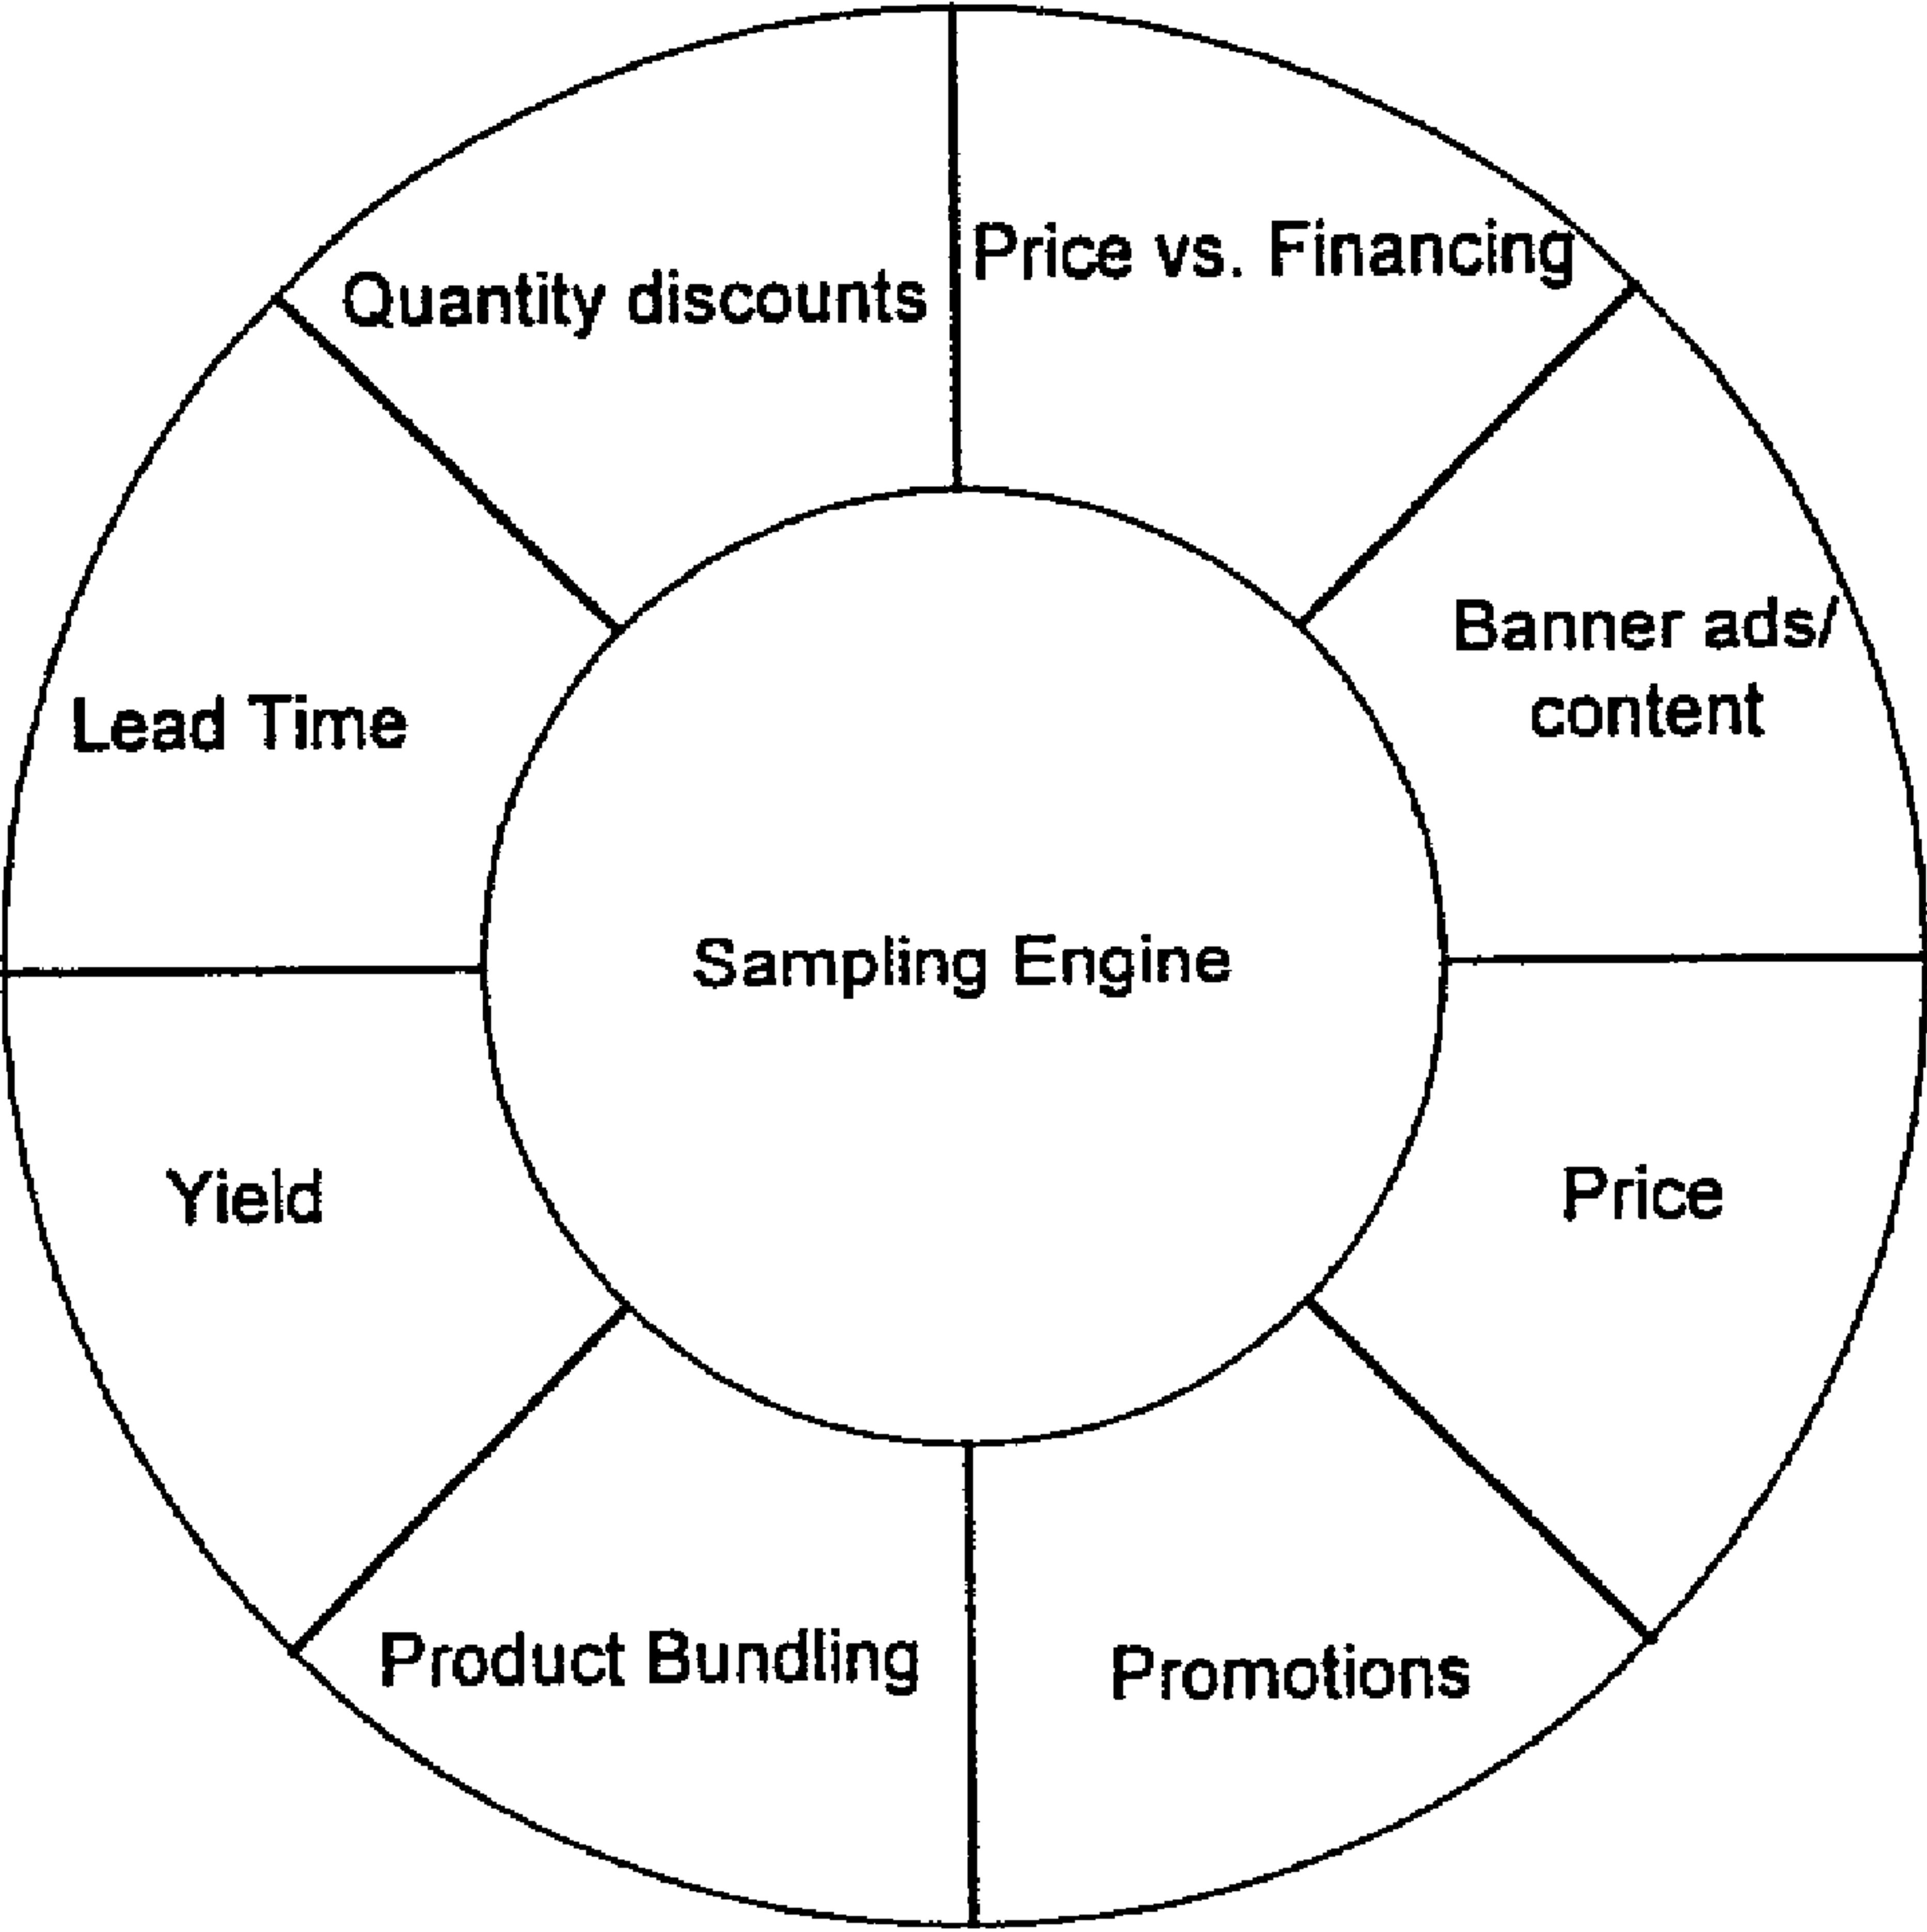 Price vs. Financing
Quantity discounts
Banner ads/
content
Lead Time
Sampling Engine
Yield
Price
Product Bundling
Promotions